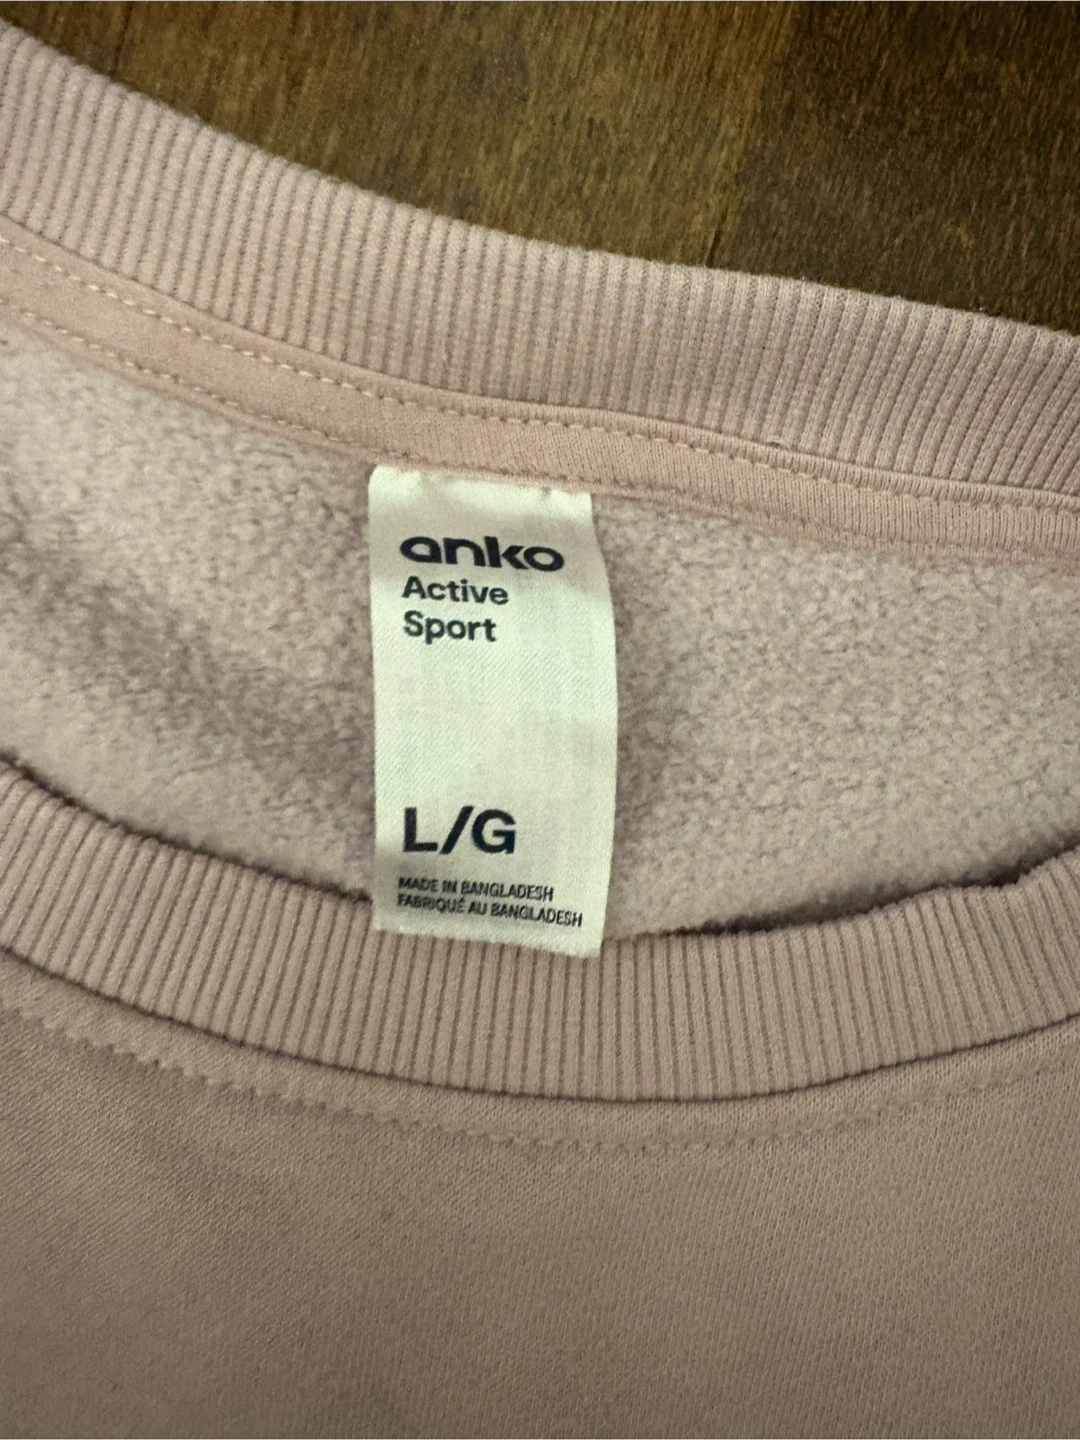 anko
Active
Sport
L/G
MADE IN BANGLADESH
FABRIQUÉ AU BANGLADESH